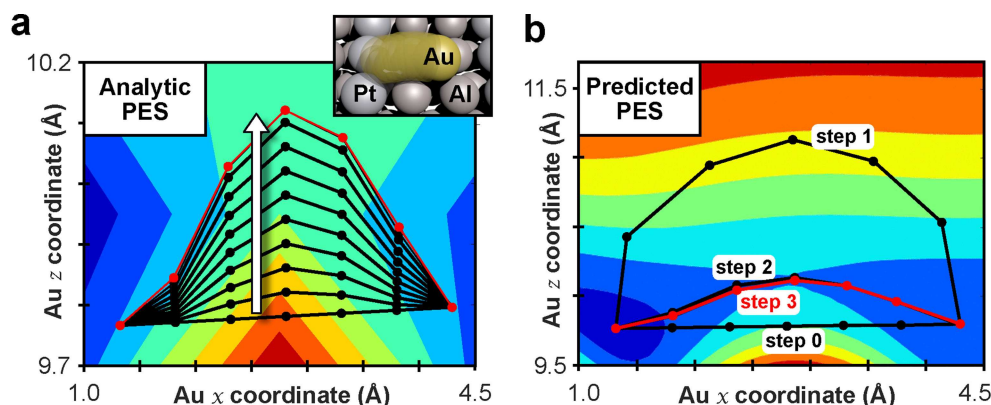 a
10.2
Analytic
PES
Au
Pt
Al
Au z coordinate (Å)
9.7
1.0
Au x coordinate (Å)
4.5
b
11.5
Predicted
PES
step 1
step 2
step 3
step 0
Au z coordinate (Å)
9.5
1.0
Au x coordinate (Å)
4.5